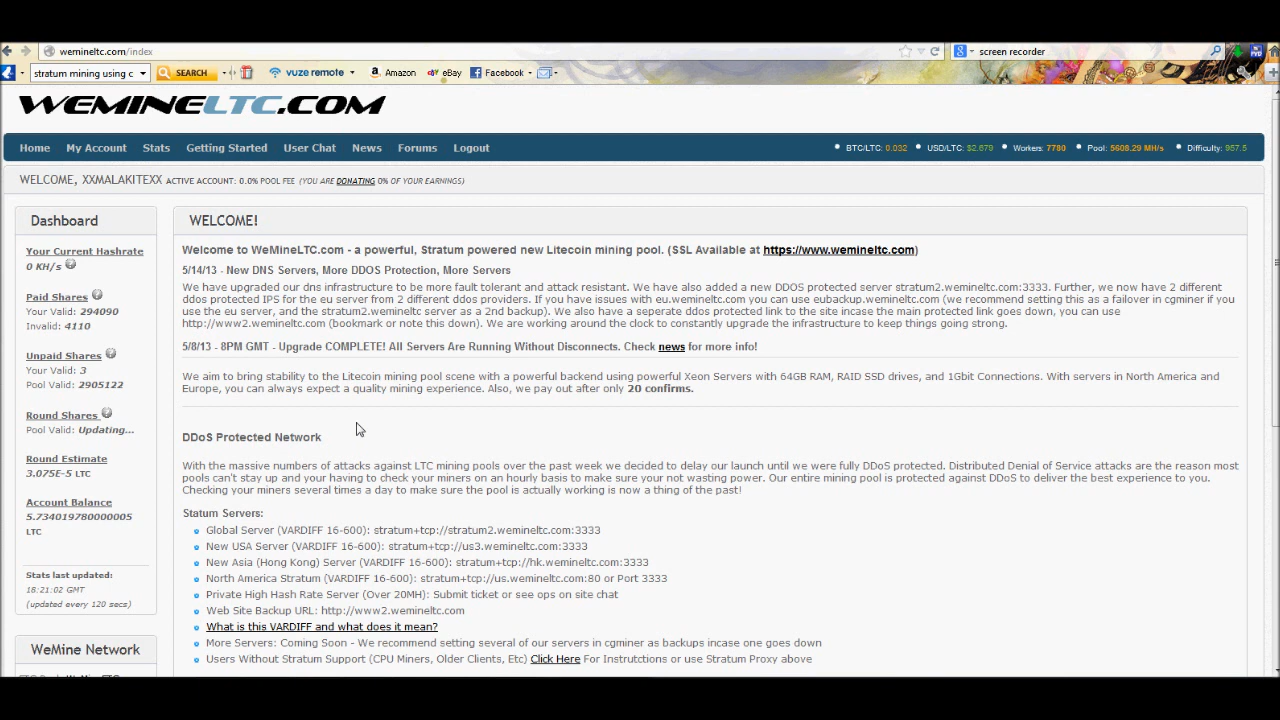 wemineltc.com/index
screen recorder
stratum mining using c
SEARCH
vuze remote
Amazon
eBay
Facebook
WEMINELTC.COM
Home My Account Stats Getting Started User Chat News Forums Logout
BTC/LTC: 0.032 USD/LTC: $2.679 Workers: 7780 Pool: 5608.29 MH/s Difficulty: 957.5
WELCOME, XXMALAKITEXX ACTIVE ACCOUNT: 0.0% POOL FEE (YOU ARE DONATING 0% OF YOUR EARNINGS)
Dashboard
Your Current Hashrate
0 KH/s
Paid Shares
Your Valid: 294090
Invalid: 4110
Unpaid Shares
Your Valid: 3
Pool Valid: 2905122
Round Shares
Pool Valid: Updating...
Round Estimate
3.075E-5 LTC
Account Balance
5.734019780000005
LTC
Stats last updated:
16:21:02 GMT
(updated every 120 secs)
WeMine Network
WELCOME!
Welcome to WeMineLTC.com - a powerful, Stratum powered new Litecoin mining pool. (SSL Available at https://www.wemineltc.com)
5/14/13 - New DNS Servers, More DDOS Protection, More Servers
We have upgraded our dns infrastructure to be more fault tolerant and attack resistant. We have also added a new DDOS protected server stratum2.wemineltc.com:3333. Further, we now have 2 different
ddos protected IPS for the eu server from 2 different ddos providers. If you have issues with eu.wemineltc.com you can use eubackup.wemineltc.com (we recommend setting this as a failover in cgminer if you
use the eu server, and the stratum2.wemineltc server as a 2nd backup). We also have a seperate ddos protected link to the site incase the main protected link goes down, you can use
http://www2.wemineltc.com (bookmark or note this down). We are working around the clock to constantly upgrade the infrastructure to keep things going strong.
5/8/13 - 8PM GMT - Upgrade COMPLETE! All Servers Are Running Without Disconnects. Check news for more info!
We aim to bring stability to the Litecoin mining pool scene with a powerful backend using powerful Xeon Servers with 64GB RAM, RAID SSD drives, and 1Gbit Connections. With servers in North America and
Europe, you can always expect a quality mining experience. Also, we pay out after only 20 confirms.
DDoS Protected Network
With the massive numbers of attacks against LTC mining pools over the past week we decided to delay our launch until we were fully DDoS protected. Distributed Denial of Service attacks are the reason most
pools can't stay up and your having to check your miners on an hourly basis to make sure your not wasting power. Our entire mining pool is protected against DDoS to deliver the best experience to you.
Checking your miners several times a day to make sure the pool is actually working is now a thing of the past!
Statum Servers:
Global Server (VARDIFF 16-600): stratum+tcp://stratum2.wemineltc.com:3333
New USA Server (VARDIFF 16-600): stratum+tcp://us3.wemineltc.com:3333
New Asia (Hong Kong) Server (VARDIFF 16-600): stratum+tcp://hk.wemineltc.com:3333
North America Stratum (VARDIFF 16-600): stratum+tcp://us.wemineltc.com:80 or Port 3333
Private High Hash Rate Server (Over 20MH): Submit ticket or see ops on site chat
Web Site Backup URL: http://www2.wemineltc.com
What is this VARDIFF and what does it mean?
More Servers: Coming Soon - We recommend setting several of our servers in cgminer as backups incase one goes down
Users Without Stratum Support (CPU Miners, Older Clients, Etc) Click Here For Instrutctions or use Stratum Proxy above